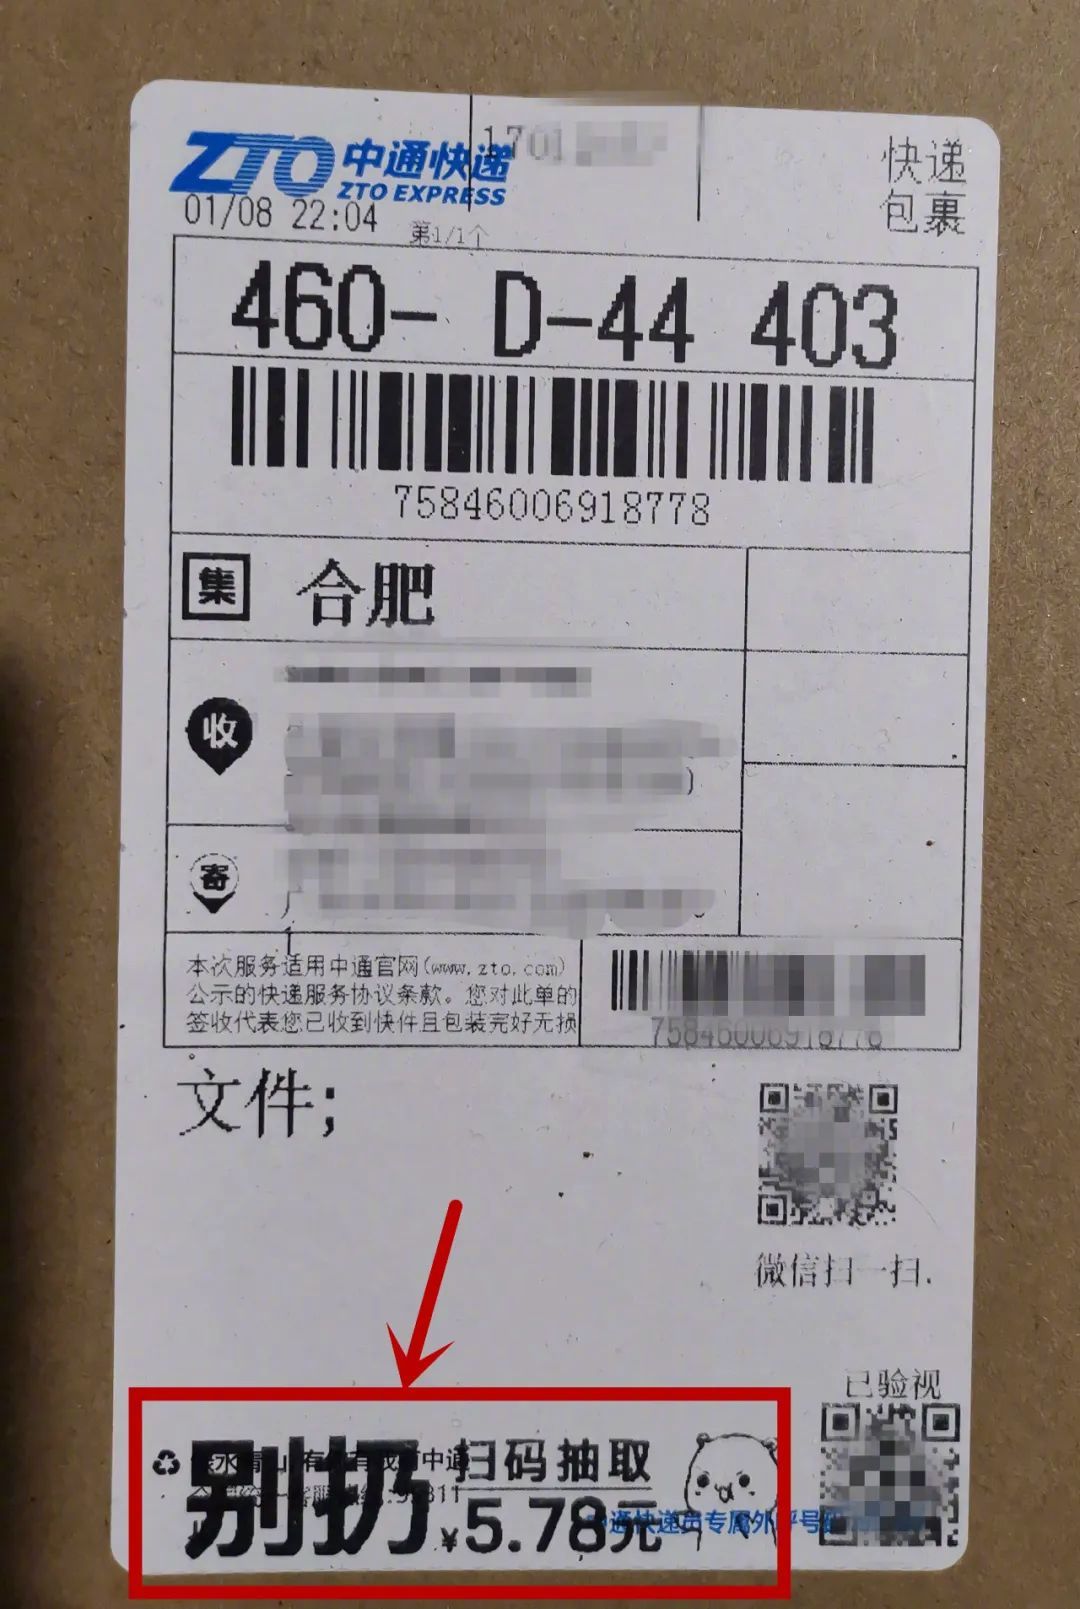 ZTO 中通快递
ZTO EXPRESS
1701
快递
包裹
01/08 22:04
第1/1个
460- D-44 403
75846006918778
集 合肥
收
寄
本次服务适用中通官网(www.zto.com)
公示的快递服务协议条款。您对此单的
签收代表您已收到快件且包装完好无损
75846006918778
文件;
微信扫一扫.
已验视
别扔
扫码抽取
¥5.78元